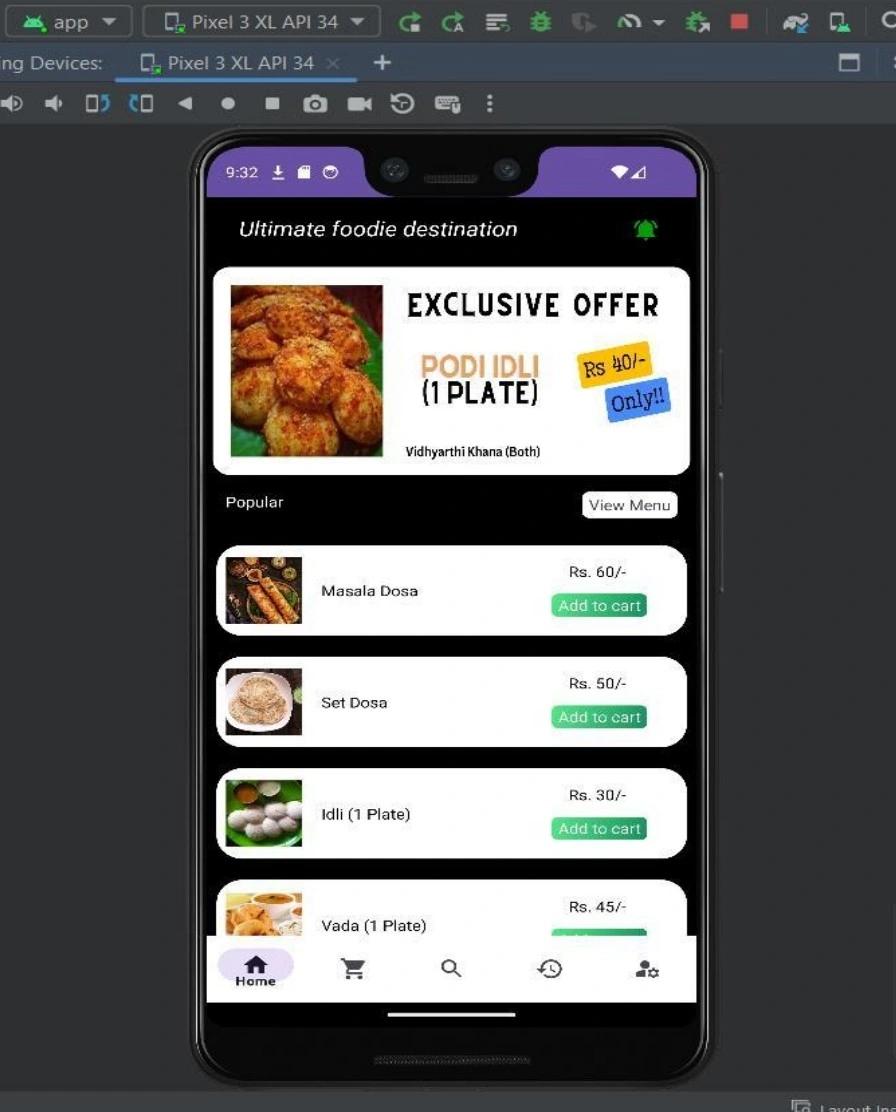 app
Pixel 3 XL API 34
ing Devices:
Pixel 3 XL API 34
9:32
Ultimate foodie destination
EXCLUSIVE OFFER
PODI IDLI
(1 PLATE)
Rs 40/-
Only!!
Vidhyarthi Khana (Both)
Popular
View Menu
Masala Dosa
Rs. 60/-
Add to cart
Set Dosa
Rs. 50/-
Add to cart
Idli (1 Plate)
Rs. 30/-
Add to cart
Vada (1 Plate)
Rs. 45/-
Home
Layout